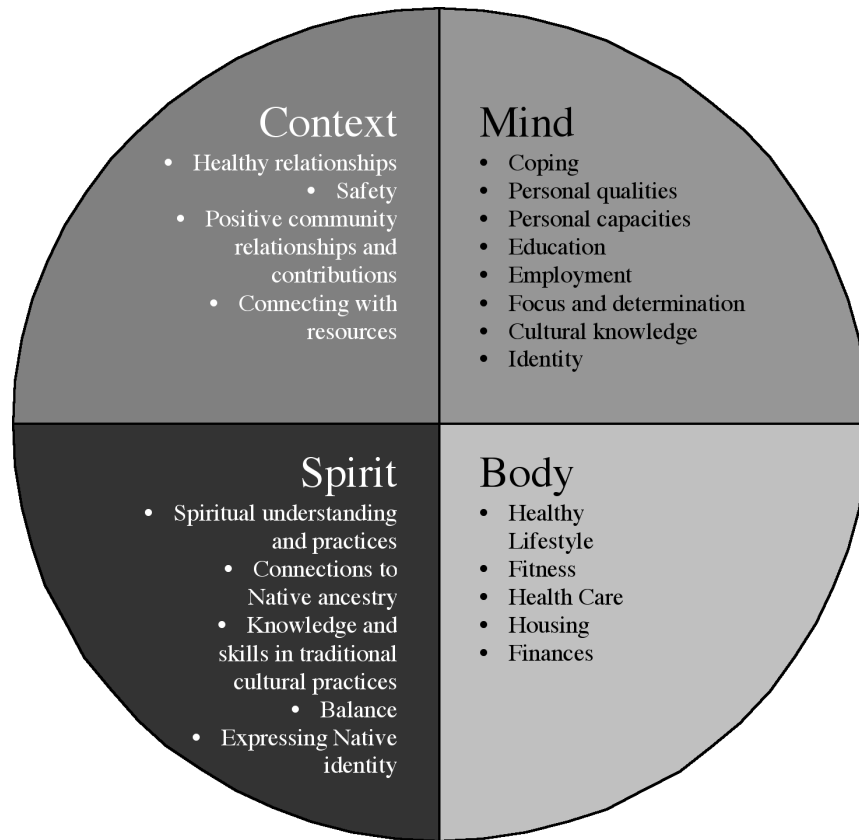 Context
• Healthy relationships
• Safety
• Positive community
relationships and
contributions
• Connecting with
resources
Mind
• Coping
• Personal qualities
• Personal capacities
• Education
• Employment
• Focus and determination
• Cultural knowledge
• Identity
Spirit
• Spiritual understanding
and practices
• Connections to
Native ancestry
• Knowledge and
skills in traditional
cultural practices
• Balance
• Expressing Native
identity
Body
• Healthy
Lifestyle
• Fitness
• Health Care
• Housing
• Finances